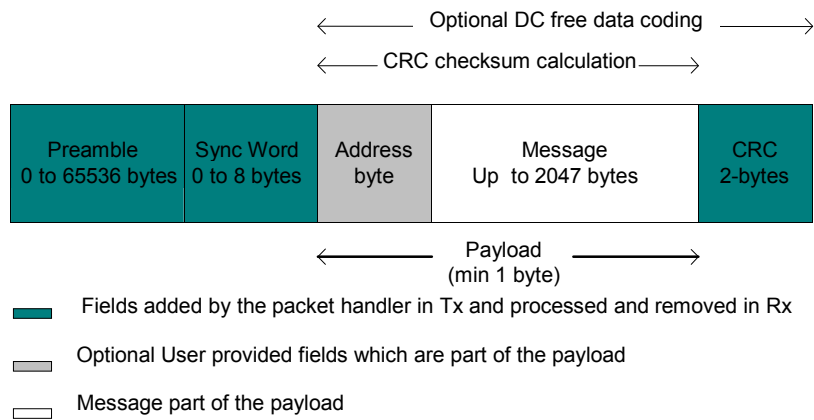 Optional DC free data coding
CRC checksum calculation
Preamble
0 to 65536 bytes
Sync Word
0 to 8 bytes
Address
byte
Message
Up to 2047 bytes
CRC
2-bytes
Payload
(min 1 byte)
Fields added by the packet handler in Tx and processed and removed in Rx
Optional User provided fields which are part of the payload
Message part of the payload